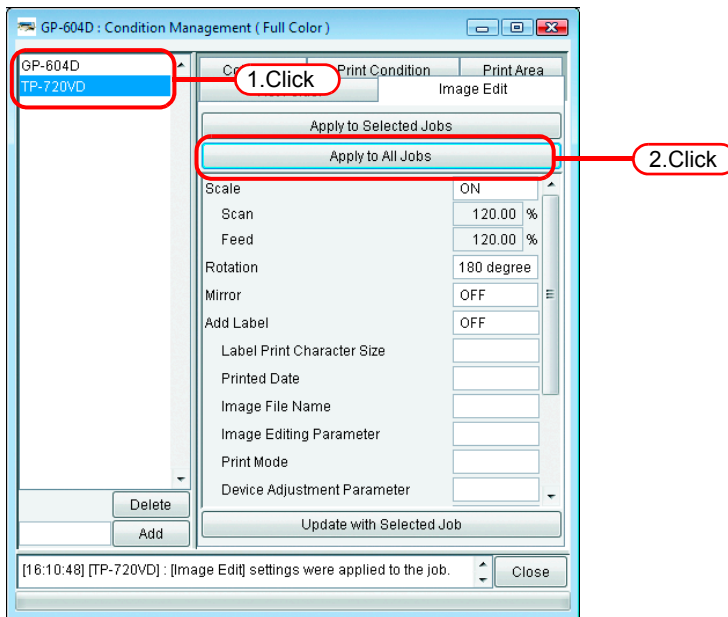 GP-604D : Condition Management ( Full Color )
GP-604D
TP-720VD
1.Click
Print Condition
Print Area
Image Edit
Apply to Selected Jobs
Apply to All Jobs
2.Click
Scale ON
Scan 120.00 %
Feed 120.00 %
Rotation 180 degree
Mirror OFF
Add Label OFF
Label Print Character Size
Printed Date
Image File Name
Image Editing Parameter
Print Mode
Device Adjustment Parameter
Delete
Add
Update with Selected Job
[16:10:48] [TP-720VD] : [Image Edit] settings were applied to the job.
Close